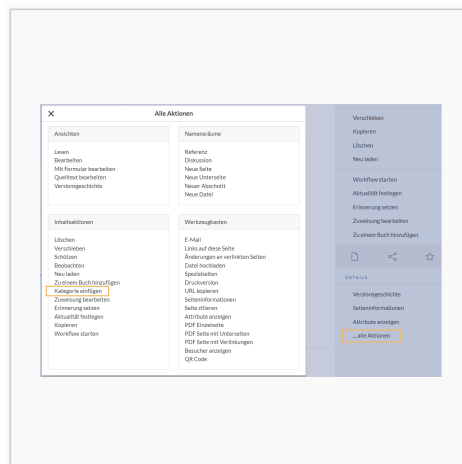 Alle Aktionen
Ansichten
Lesen
Bearbeiten
Mit Formular bearbeiten
Quelltext bearbeiten
Versionsgeschichte
Namensräume
Referenz
Diskussion
Neue Seite
Neue Unterseite
Neuer Abschnitt
Neue Datei
Inhaltsaktionen
Löschen
Verschieben
Schützen
Beobachten
Neu laden
Zu einem Buch hinzufügen
Kategorie einfügen
Zuweisung bearbeiten
Erinnerung setzen
Aktualität festlegen
Kopieren
Workflow starten
Werkzeugkasten
E-Mail
Links auf diese Seite
Änderungen an verlinkten Seiten
Datei hochladen
Spezialseiten
Druckversion
URL kopieren
Seiteninformationen
Seite zitieren
Attribute anzeigen
PDF Einzelseite
PDF Seite mit Unterseiten
PDF Seite mit Verlinkungen
Besucher anzeigen
QR Code
Verschieben
Kopieren
Löschen
Neu laden
Workflow starten
Aktualität festlegen
Erinnerung setzen
Zuweisung bearbeiten
Zu einem Buch hinzufügen
DETAILS
Versionsgeschichte
Seiteninformationen
Attribute anzeigen
... alle Aktionen